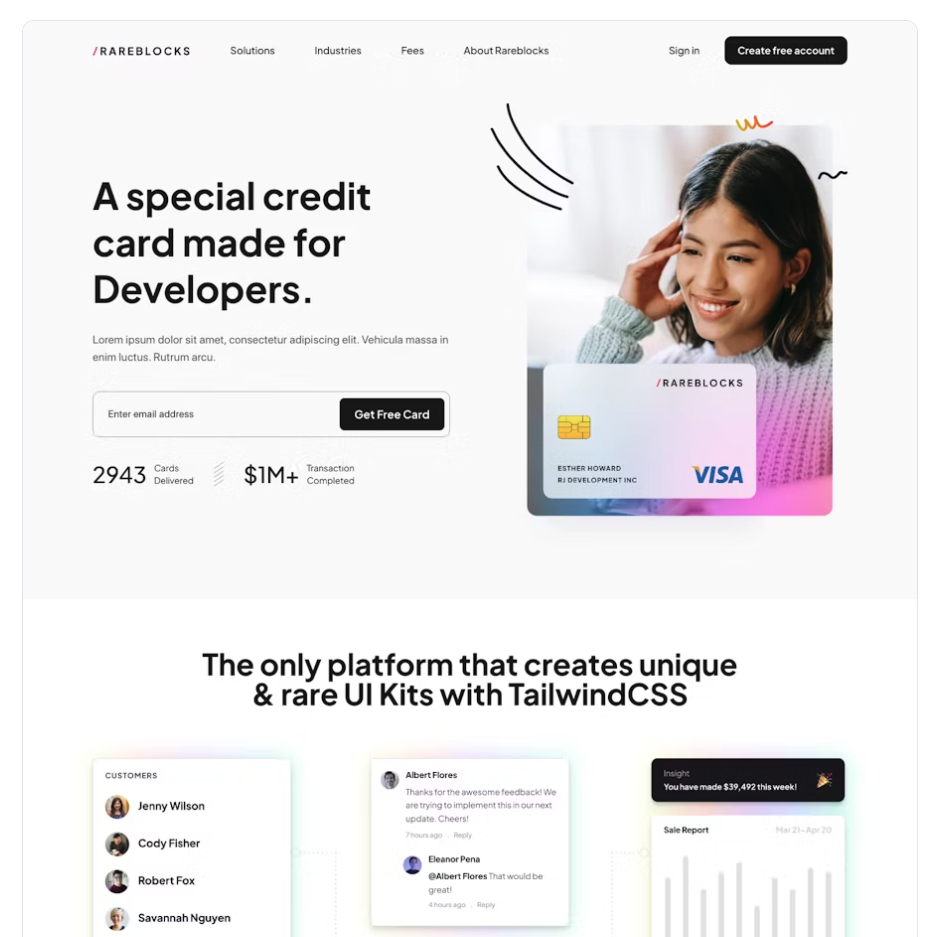 /RAREBLOCKS
Solutions
Industries
Fees
About Rareblocks
Sign in
Create free account
A special credit
card made for
Developers.
Lorem ipsum dolor sit amet, consectetur adipiscing elit. Vehicula massa in
enim luctus. Rutrum arcu.
Enter email address
Get Free Card
2943
Cards
Delivered
$1M+
Transaction
Completed
/RAREBLOCKS
ESTHER HOWARD
RJ DEVELOPMENT INC
VISA
The only platform that creates unique
& rare UI Kits with TailwindCSS
CUSTOMERS
Jenny Wilson
Cody Fisher
Robert Fox
Savannah Nguyen
Albert Flores
Thanks for the awesome feedback! We
are trying to implement this in our next
update. Cheers!
7 hours ago . Reply
Eleanor Pena
@Albert Flores That would be
great!
4 hours ago . Reply
Insight
You have made $39,492 this week!
Sale Report
Mar 21-Apr 20